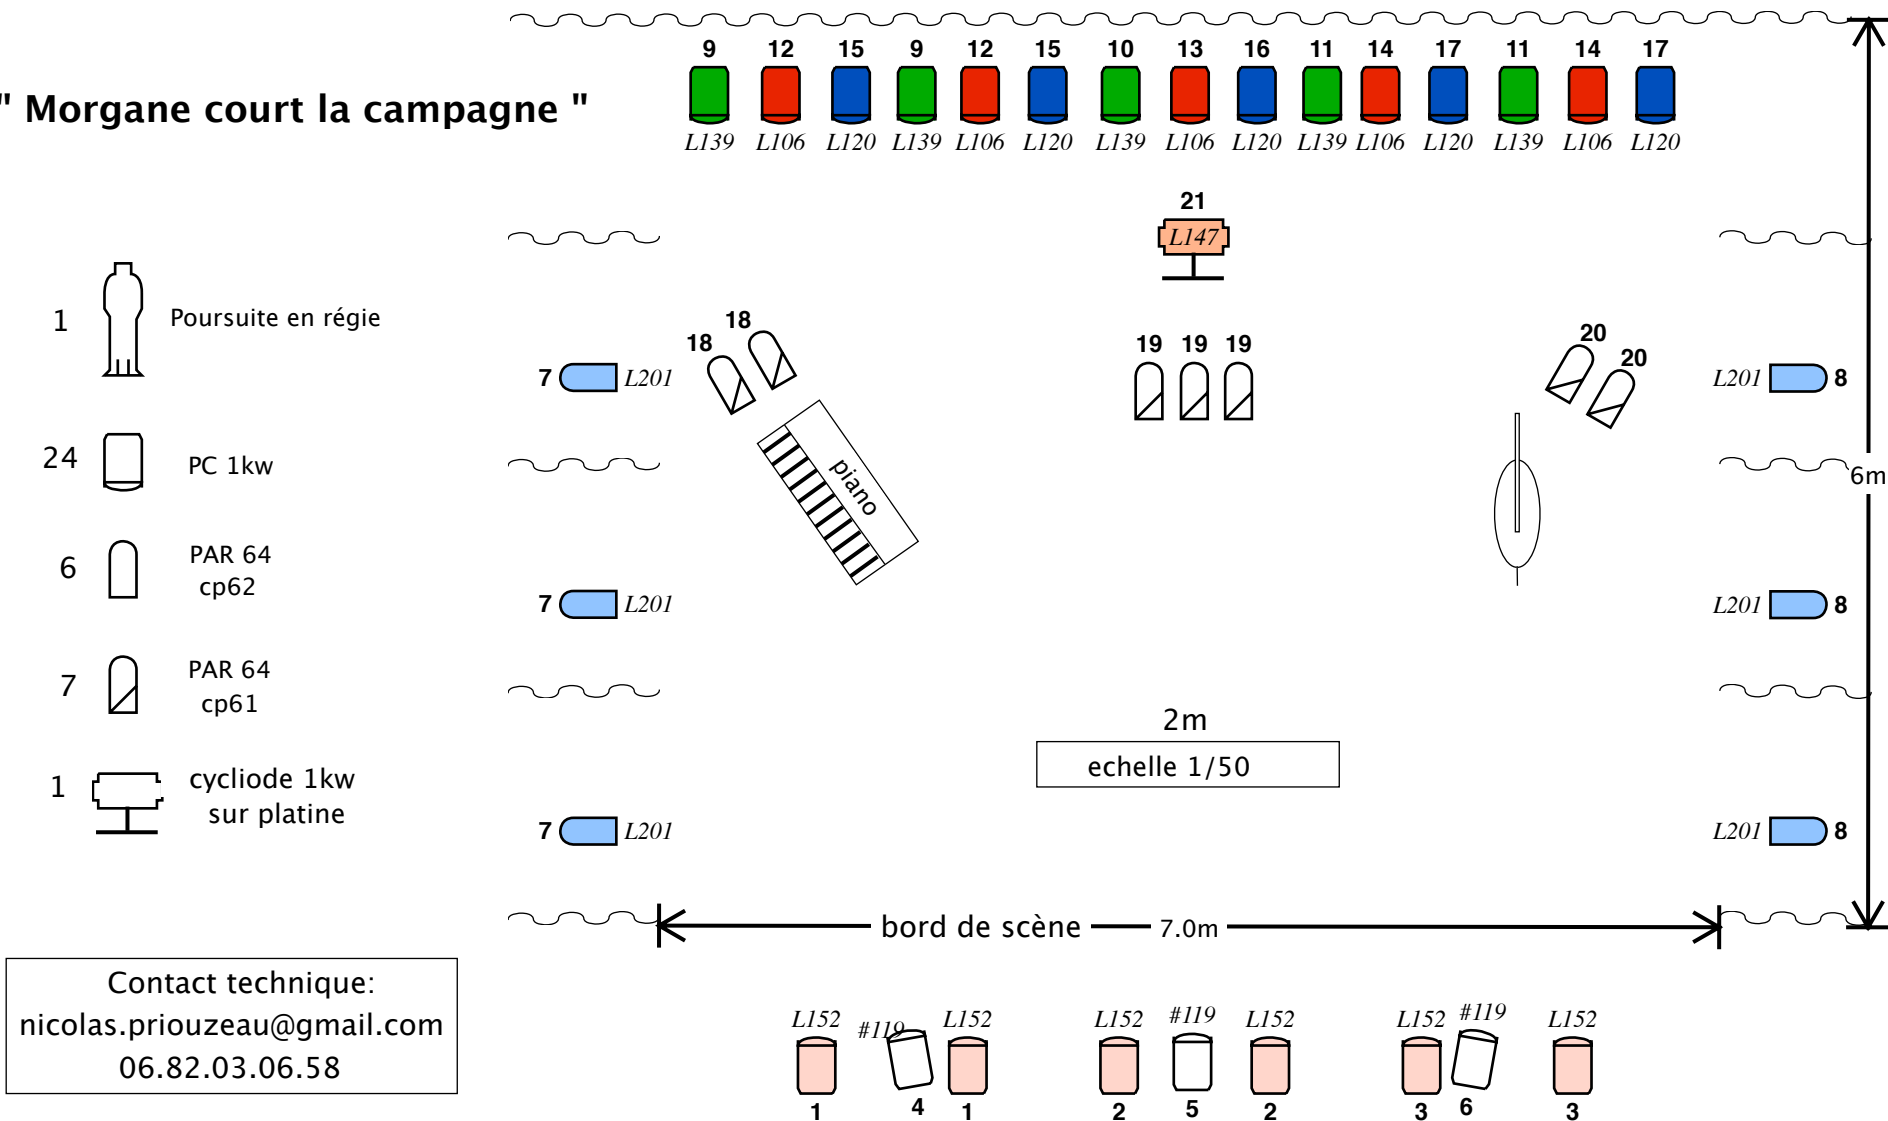 9 12 15 9 12 15 10 13 16 11 14 17 11 14 17
" Morgane court la campagne "
L139 L106 L120 L139 L106 L120 L139 L106 L120 L139 L106 L120 L139 L106 L120
21
L147
1 Poursuite en régie
18 18
19 19 19
20 20
7 L201
L201 8
24 PC 1kw
piano
6m
6 PAR 64
cp62
7 L201
L201 8
7 PAR 64
cp61
2m
echelle 1/50
1 cycliode 1kw
sur platine
7 L201
L201 8
bord de scène 7.0m
Contact technique:
nicolas.priouzeau@gmail.com
06.82.03.06.58
L152 #119 L152 L152 #119 L152 L152 #119 L152
1 4 1 2 5 2 3 6 3